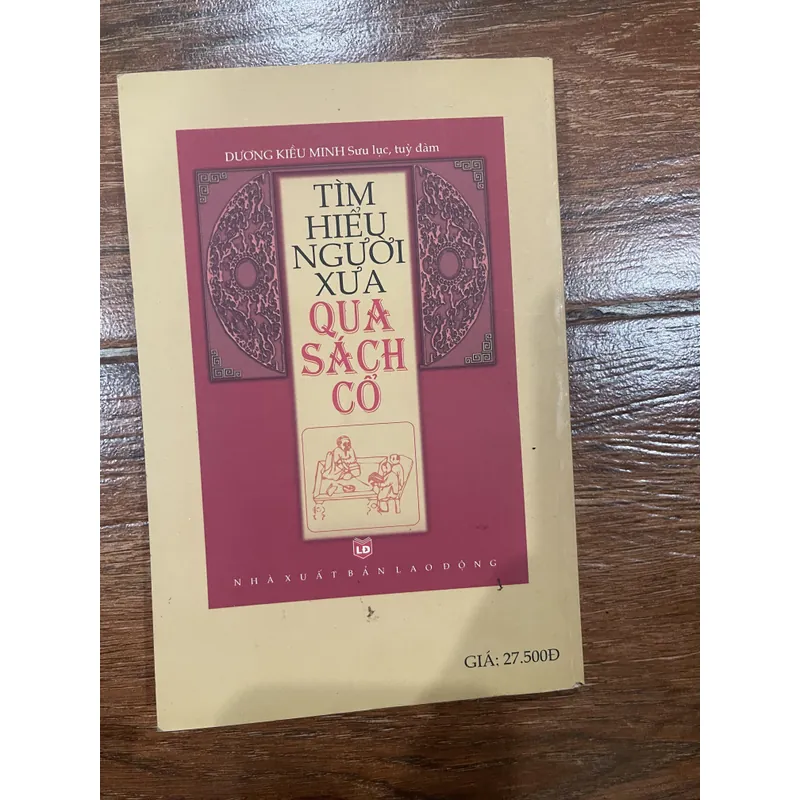 DƯƠNG KIỀU MINH Sưu lục, tuỳ đàm
TÌM
HIỂU
NGƯỜI
XƯA
QUA
SÁCH
CỔ
LĐ
NHÀ XUẤT BẢN LAO ĐỘNG
GIÁ: 27.500Đ